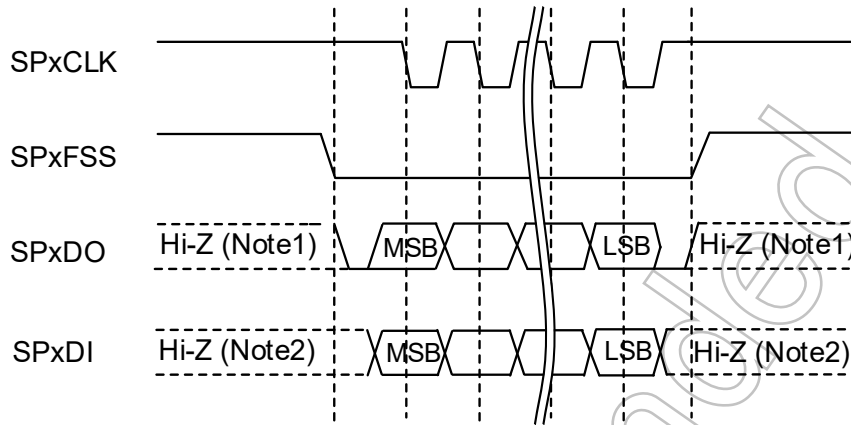 SPxCLK
SPxFSS
SPxDO Hi-Z (Note1) MSB LSB Hi-Z (Note1)
SPxDI Hi-Z (Note2) MSB LSB Hi-Z (Note2)